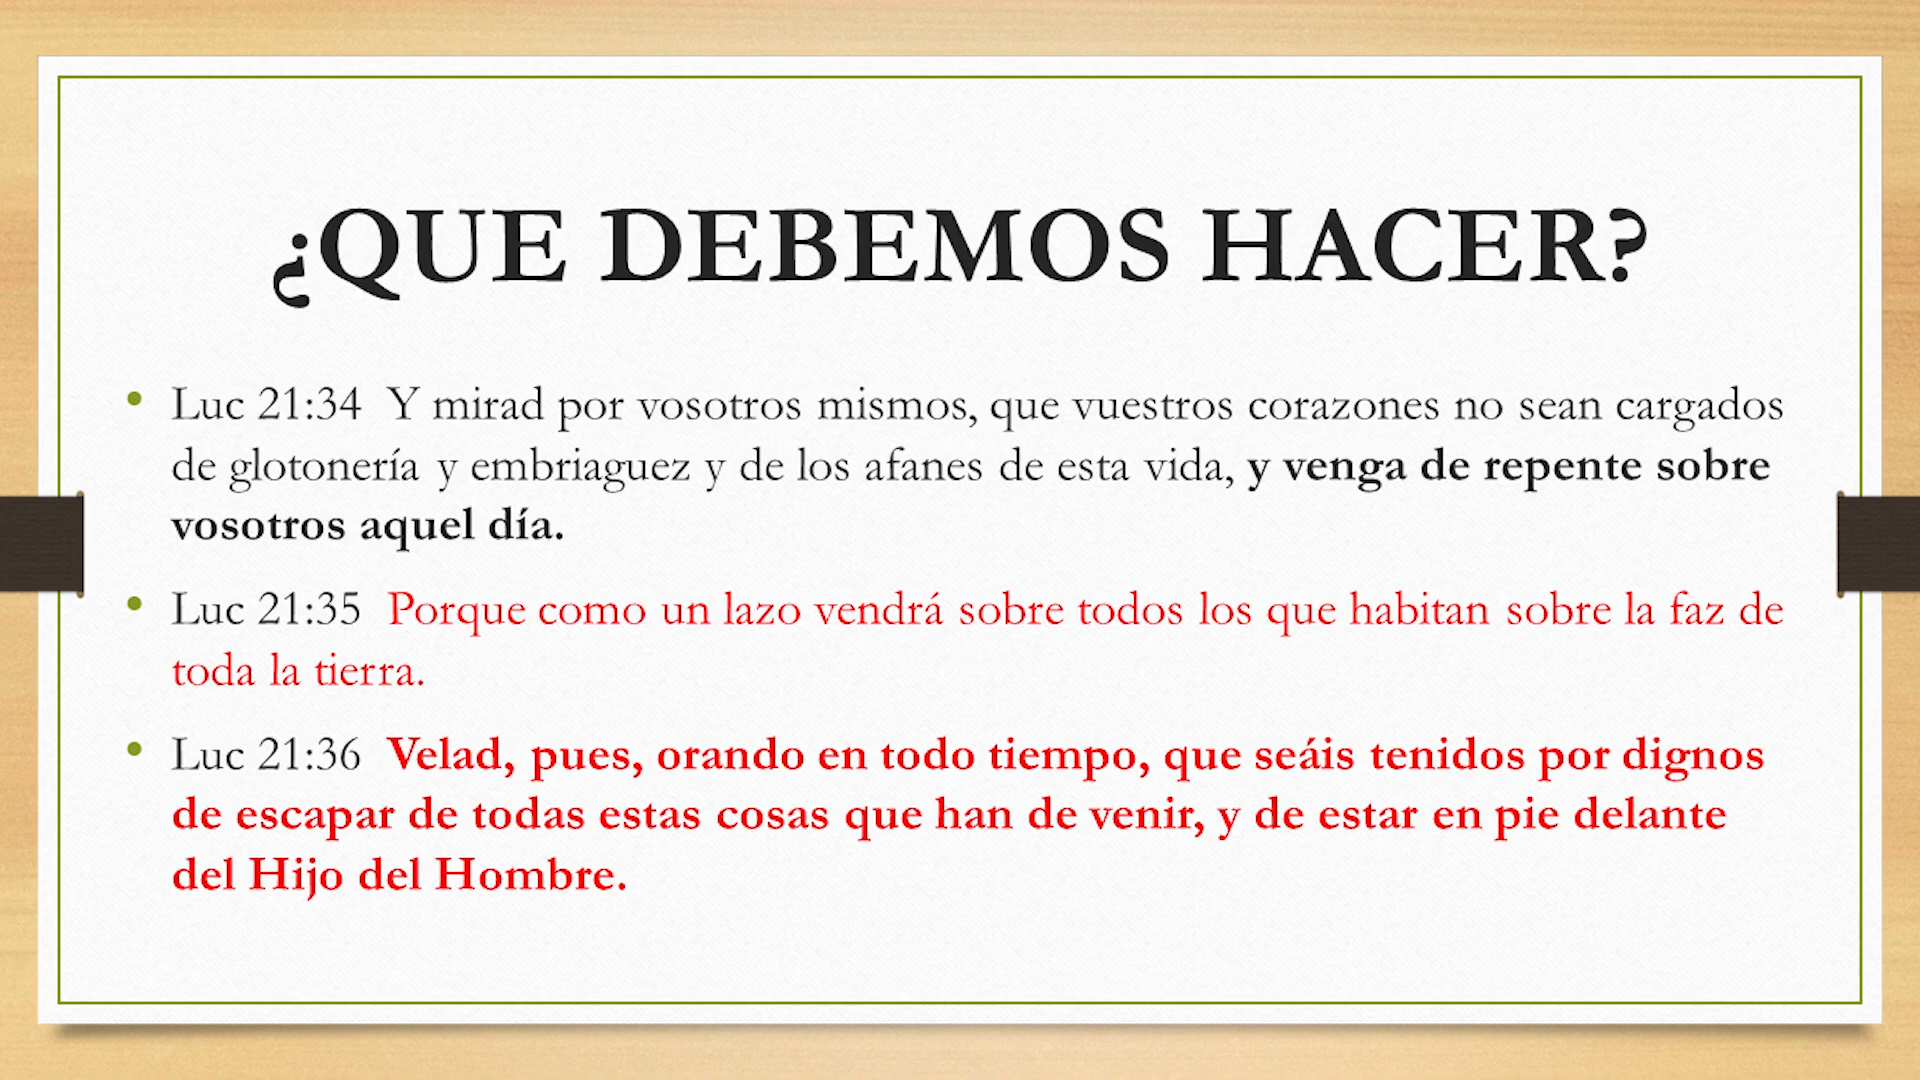 ¿QUE DEBEMOS HACER?
• Luc 21:34 Y mirad por vosotros mismos, que vuestros corazones no sean cargados
de glotonería y embriaguez y de los afanes de esta vida, y venga de repente sobre
vosotros aquel día.
• Luc 21:35 Porque como un lazo vendrá sobre todos los que habitan sobre la faz de
toda la tierra.
• Luc 21:36 Velad, pues, orando en todo tiempo, que seáis tenidos por dignos
de escapar de todas estas cosas que han de venir, y de estar en pie delante
del Hijo del Hombre.